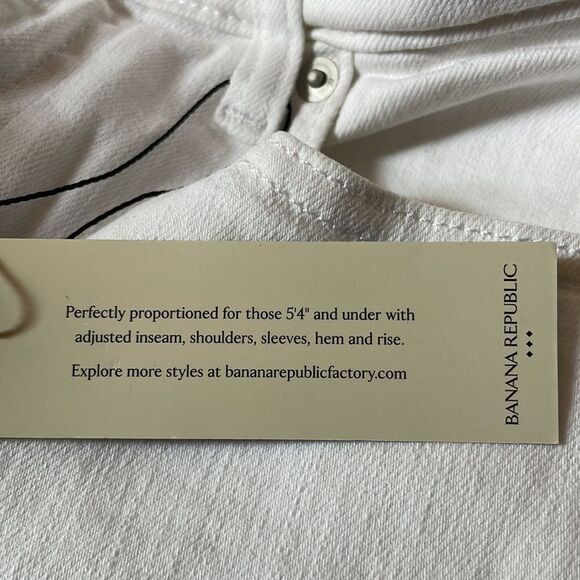 Perfectly proportioned for those 5'4" and under with
adjusted inseam, shoulders, sleeves, hem and rise.
Explore more styles at bananarepublicfactory.com
BANANA REPUBLIC